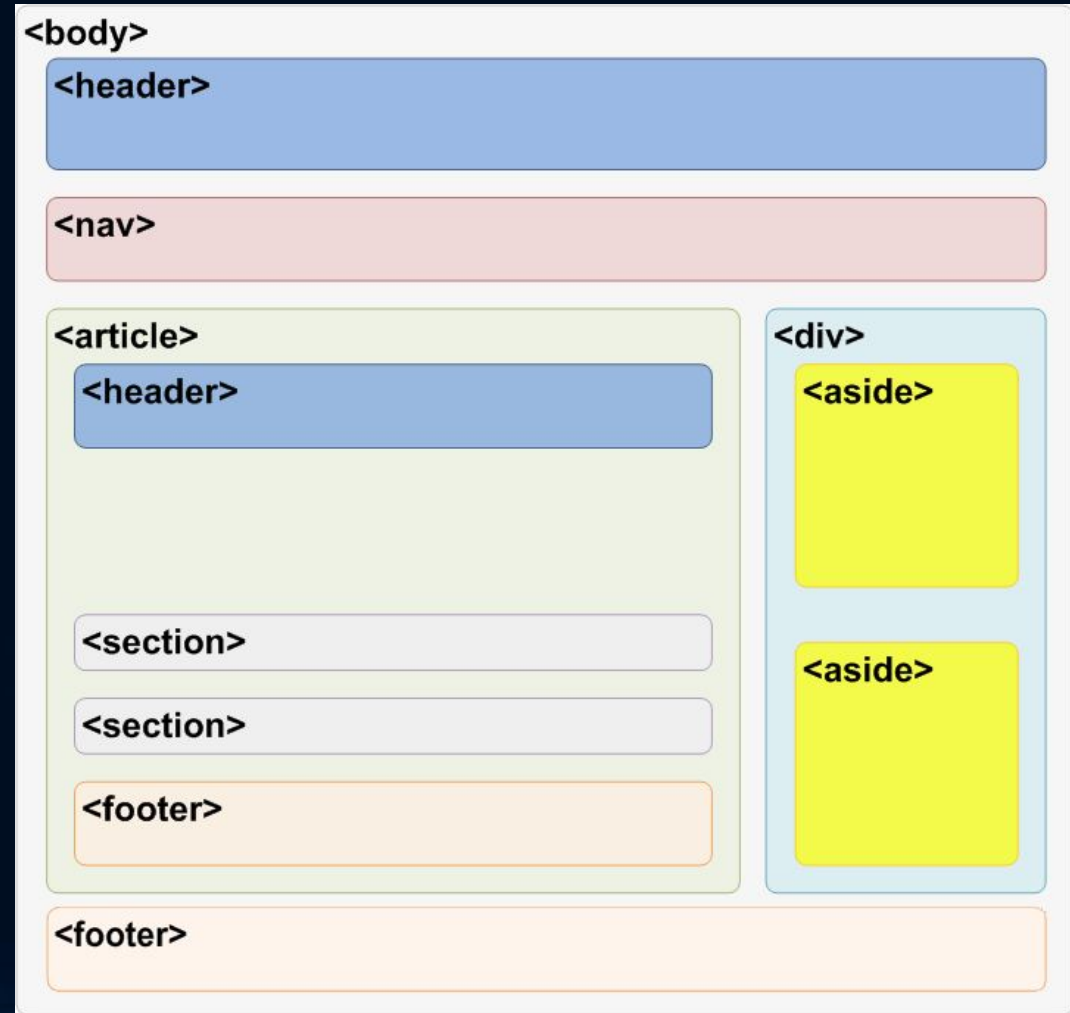 <body>
<header>
<nav>
<article>
<header>
<section>
<section>
<footer>
<div>
<aside>
<aside>
<footer>